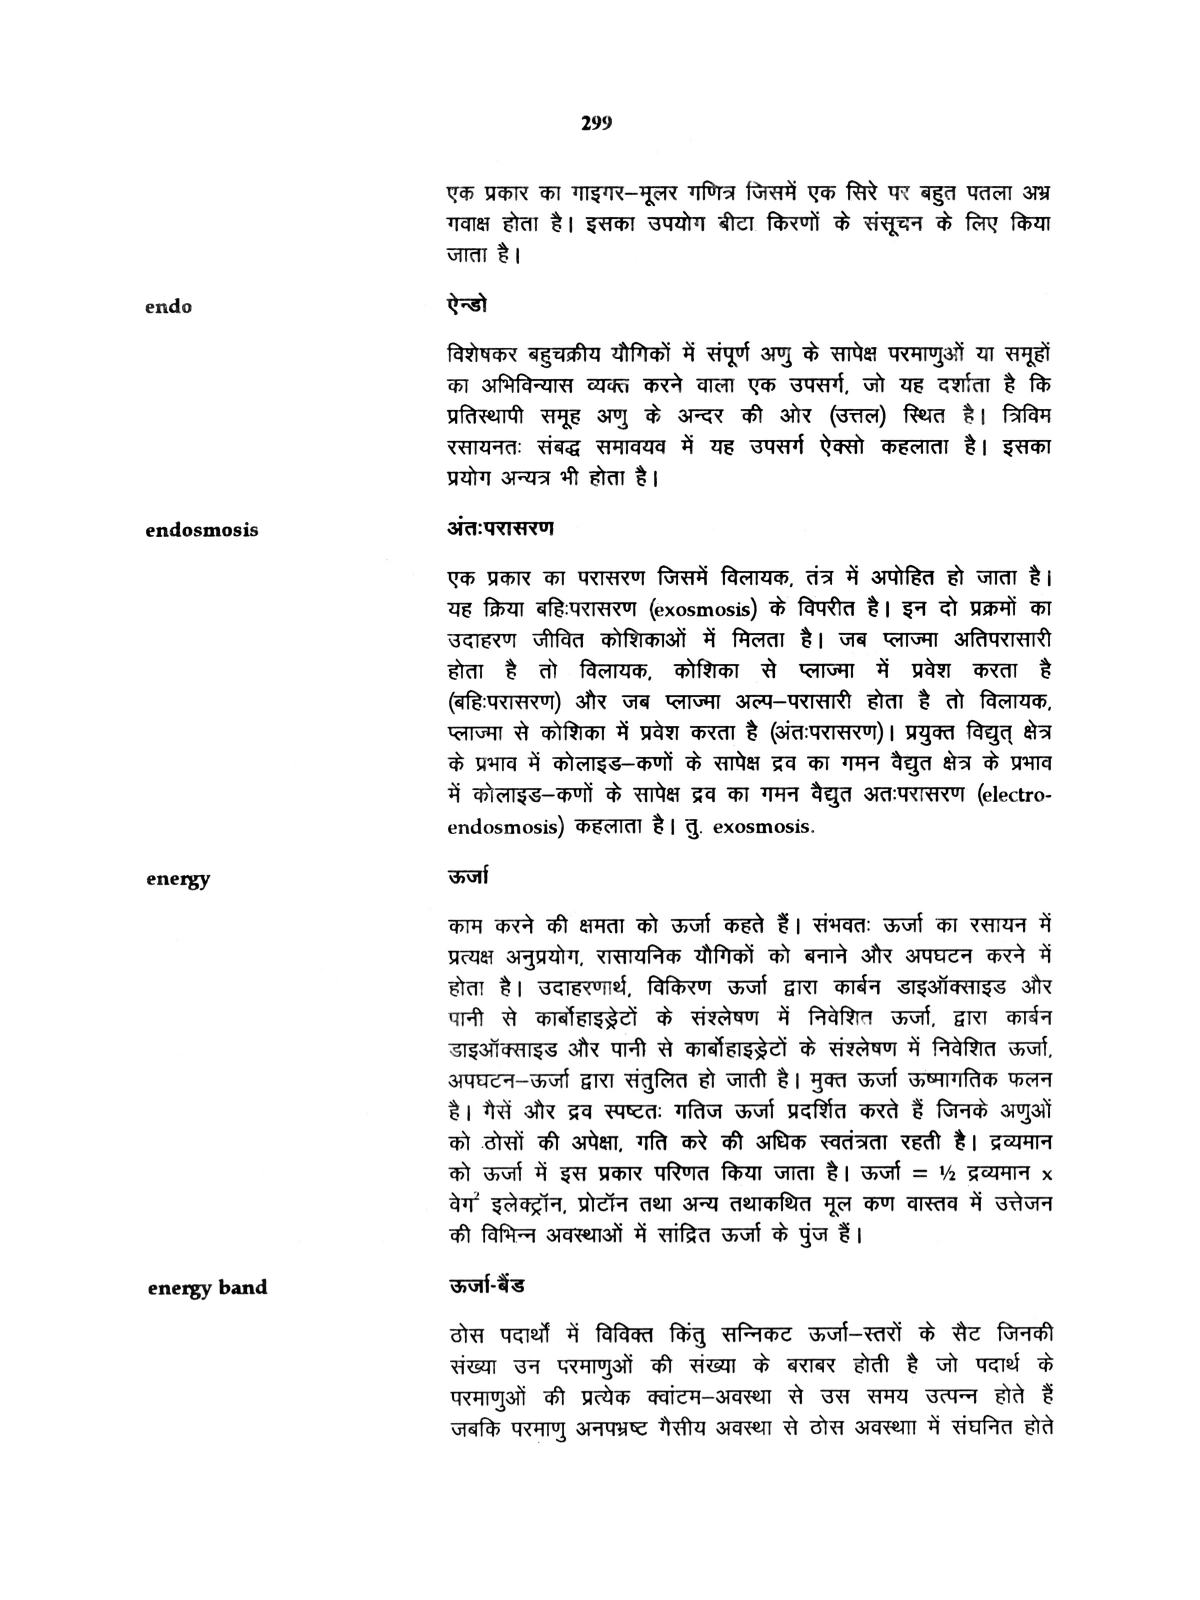 299
एक प्रकार का गाइगर–मूलर गणित्र जिसमें एक सिरे पर बहुत पतला अभ्र
गवाक्ष होता है। इसका उपयोग बीटा किरणों के संसूचन के लिए किया
जाता है।
endo ऐन्डो
विशेषकर बहुचक्रीय यौगिकों में संपूर्ण अणु के सापेक्ष परमाणुओं या समूहों
का अभिविन्यास व्यक्त करने वाला एक उपसर्ग, जो यह दर्शाता है कि
प्रतिस्थापी समूह अणु के अन्दर की ओर (उत्तल) स्थित है। त्रिविम
रसायनतः संबद्ध समावयव में यह उपसर्ग ऐक्सो कहलाता है। इसका
प्रयोग अन्यत्र भी होता है।
endosmosis अंतःपरासरण
एक प्रकार का परासरण जिसमें विलायक, तंत्र में अपोहित हो जाता है।
यह क्रिया बहिःपरासरण (exosmosis) के विपरीत है। इन दो प्रक्रमों का
उदाहरण जीवित कोशिकाओं में मिलता है। जब प्लाज्मा अतिपरासारी
होता है तो विलायक, कोशिका से प्लाज्मा में प्रवेश करता है
(बहिःपरासरण) और जब प्लाज्मा अल्प–परासारी होता है तो विलायक,
प्लाज्मा से कोशिका में प्रवेश करता है (अंतःपरासरण)। प्रयुक्त विद्युत् क्षेत्र
के प्रभाव में कोलाइड–कणों के सापेक्ष द्रव का गमन वैद्युत क्षेत्र के प्रभाव
में कोलाइड–कणों के सापेक्ष द्रव का गमन वैद्युत अतःपरासरण (electro-
endosmosis) कहलाता है। तु. exosmosis.
energy ऊर्जा
काम करने की क्षमता को ऊर्जा कहते हैं। संभवतः ऊर्जा का रसायन में
प्रत्यक्ष अनुप्रयोग, रासायनिक यौगिकों को बनाने और अपघटन करने में
होता है। उदाहरणार्थ, विकिरण ऊर्जा द्वारा कार्बन डाइऑक्साइड और
पानी से कार्बोहाइड्रेटों के संश्लेषण में निवेशित ऊर्जा, द्वारा कार्बन
डाइऑक्साइड और पानी से कार्बोहाइड्रेटों के संश्लेषण में निवेशित ऊर्जा,
अपघटन–ऊर्जा द्वारा संतुलित हो जाती है। मुक्त ऊर्जा ऊष्मागतिक फलन
है। गैसें और द्रव स्पष्टतः गतिज ऊर्जा प्रदर्शित करते हैं जिनके अणुओं
को ठोसों की अपेक्षा, गति करे की अधिक स्वतंत्रता रहती है। द्रव्यमान
को ऊर्जा में इस प्रकार परिणत किया जाता है। ऊर्जा = ½ द्रव्यमान x
वेग² इलेक्ट्रॉन, प्रोटॉन तथा अन्य तथाकथित मूल कण वास्तव में उत्तेजन
की विभिन्न अवस्थाओं में सांद्रित ऊर्जा के पुंज हैं।
energy band ऊर्जा-बैंड
ठोस पदार्थों में विविक्त किंतु सन्निकट ऊर्जा–स्तरों के सैट जिनकी
संख्या उन परमाणुओं की संख्या के बराबर होती है जो पदार्थ के
परमाणुओं की प्रत्येक क्वांटम–अवस्था से उस समय उत्पन्न होते हैं
जबकि परमाणु अनपभ्रष्ट गैसीय अवस्था से ठोस अवस्थाा में संघनित होते